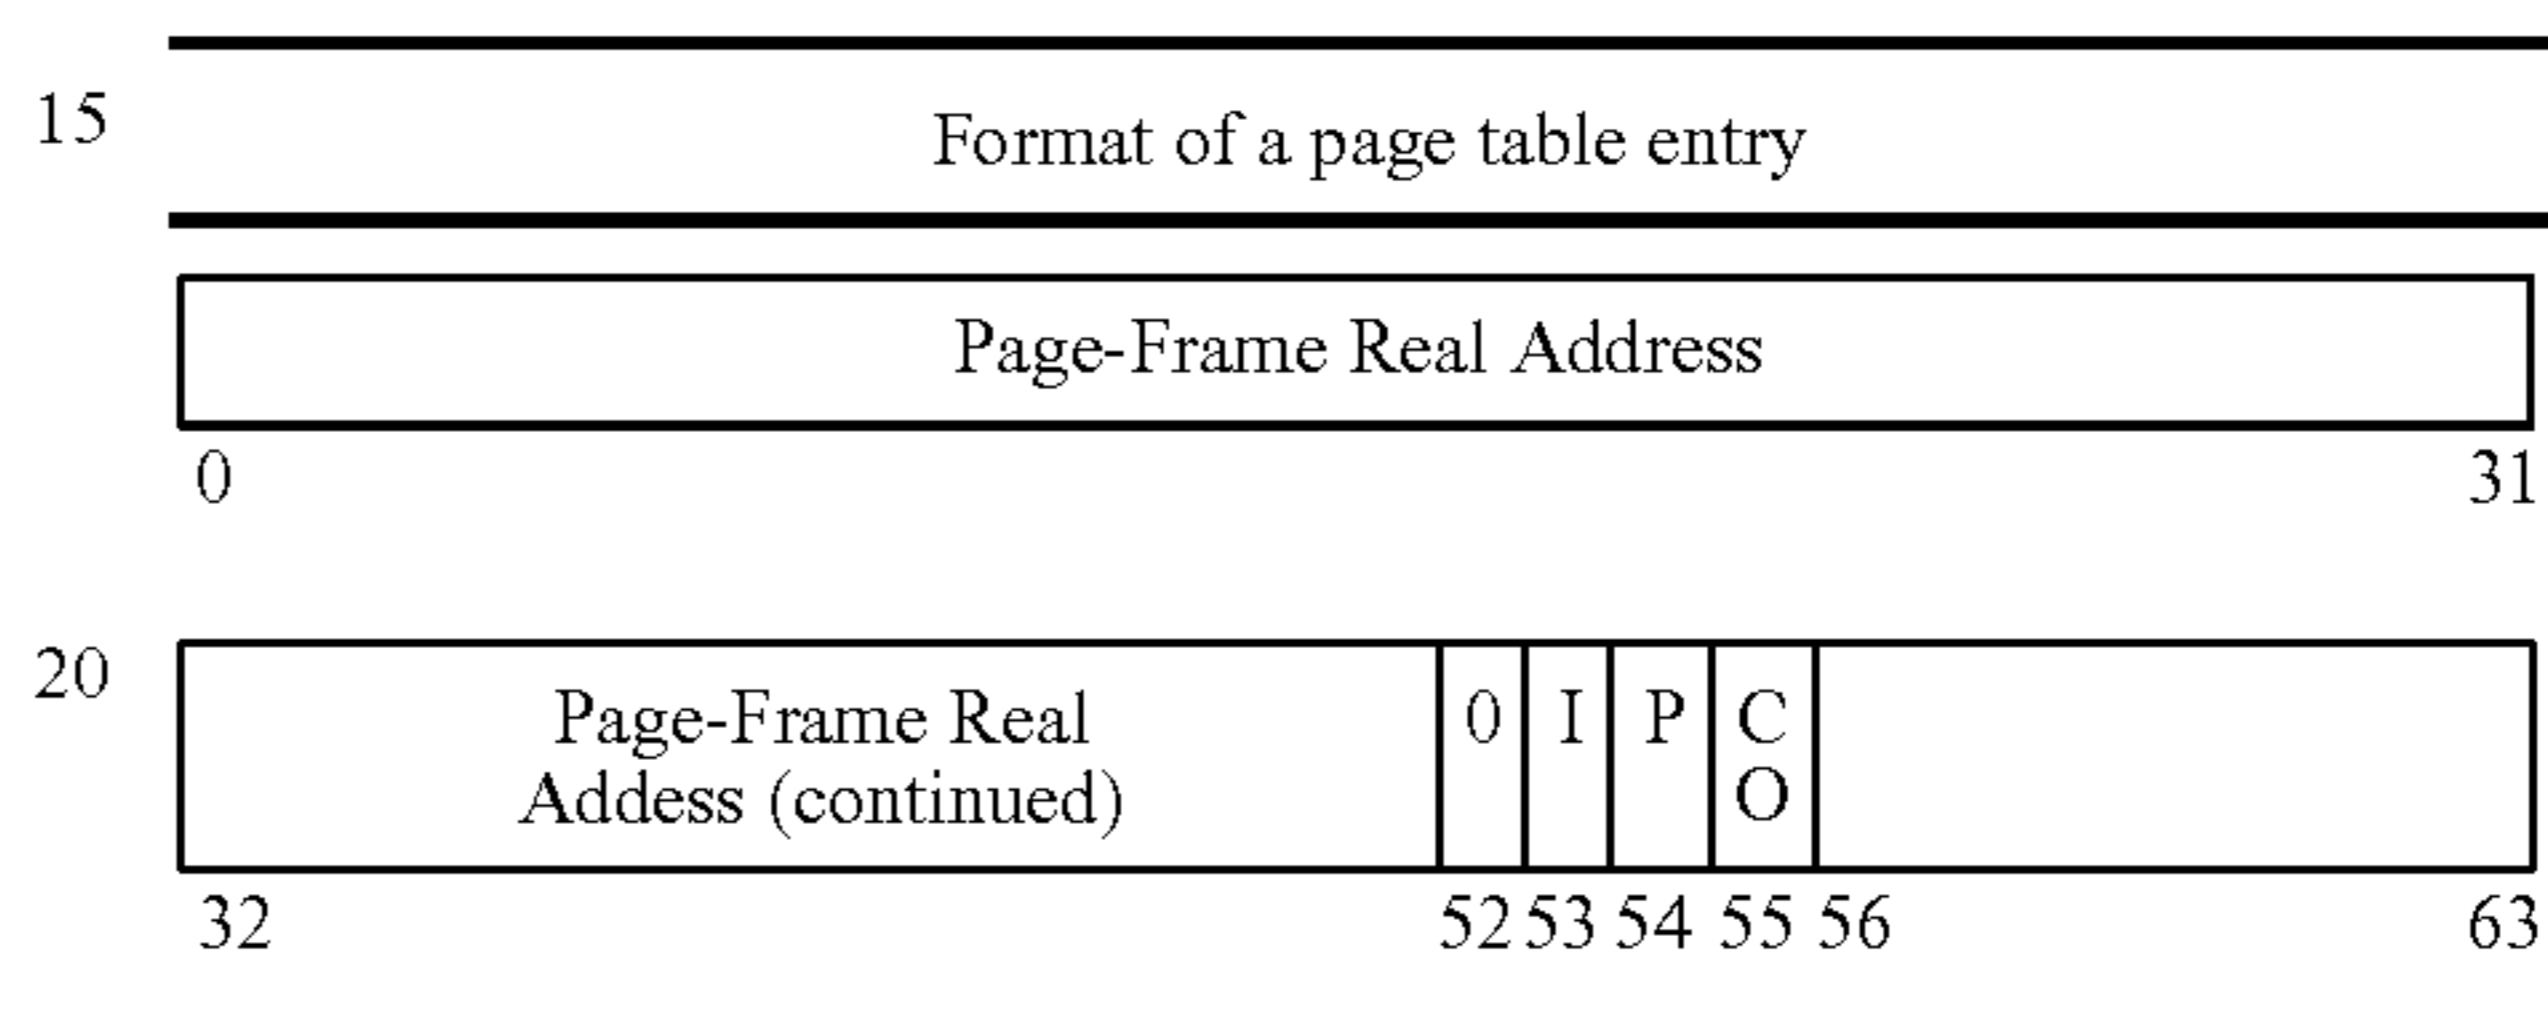 15
Format of a page table entry
Page-Frame Real Address
0 31
20
Page-Frame Real
Addess (continued)
0 I P C
O
32 52 53 54 55 56 63